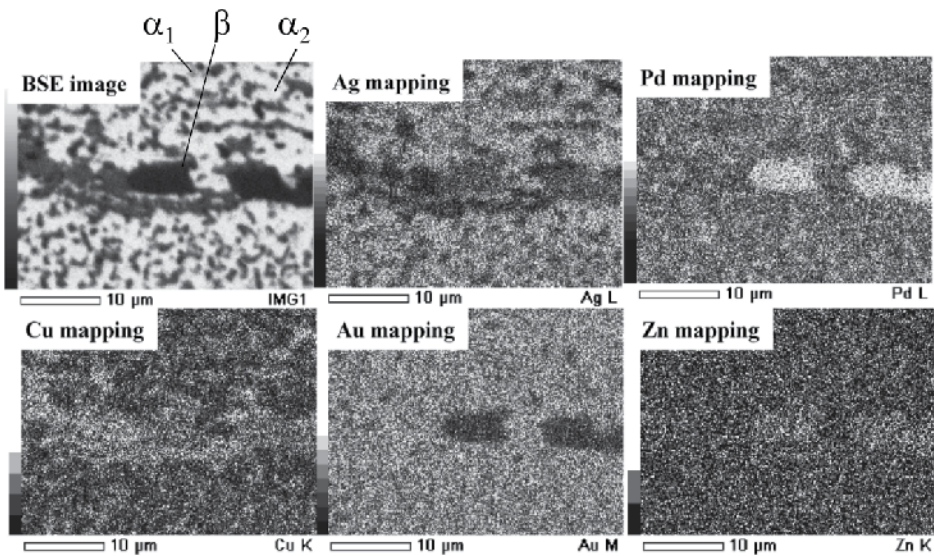 α1 β α2
BSE image
Ag mapping
Pd mapping
10 μm IMG1
10 μm Ag L
10 μm Pd L
Cu mapping
Au mapping
Zn mapping
10 μm Cu K
10 μm Au M
10 μm Zn K